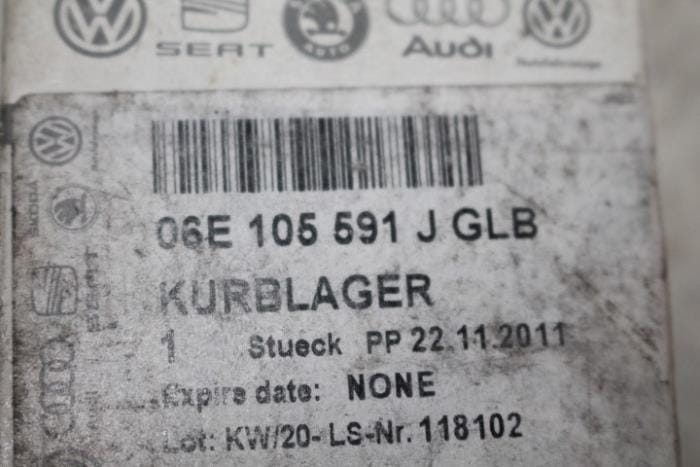 SEAT Audi
06E 105 591 J GLB
KURBLAGER
1 Stueck PP 22.11.2011
Expire date: NONE
Lot: KW/20- LS-Nr. 118102